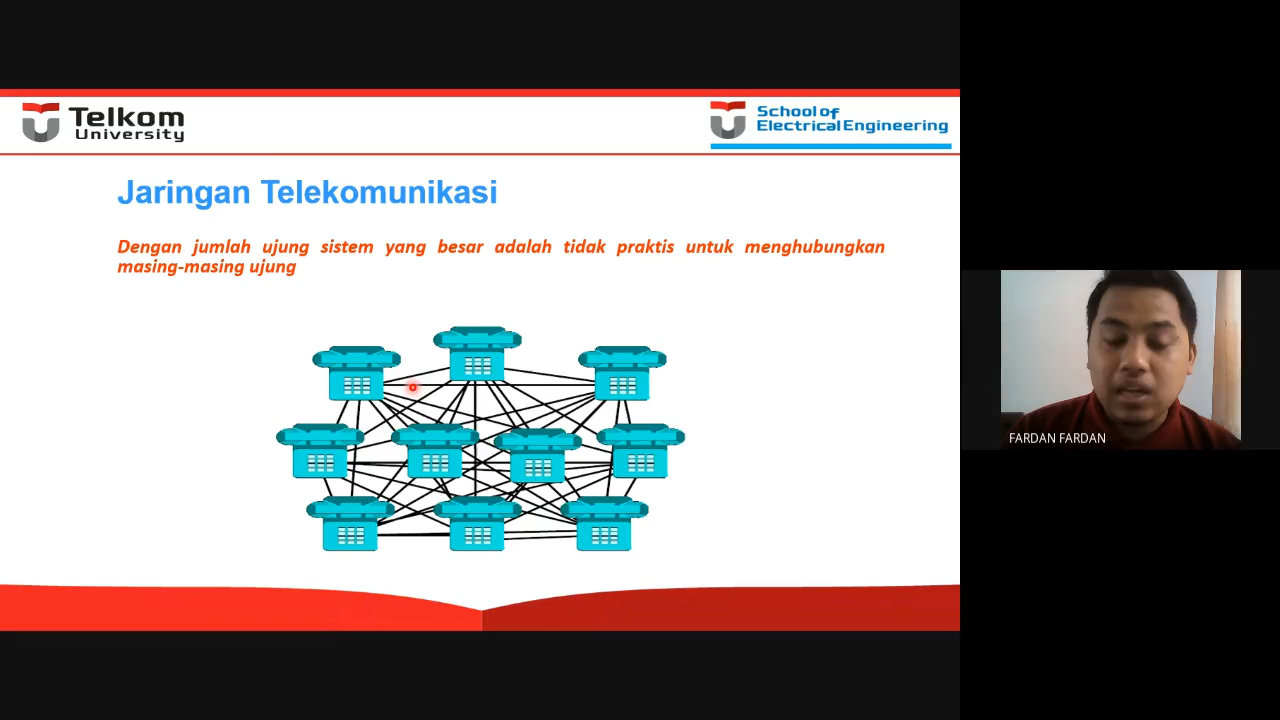 Telkom
University
School of
Electrical Engineering
Jaringan Telekomunikasi
Dengan jumlah ujung sistem yang besar adalah tidak praktis untuk menghubungkan
masing-masing ujung
FARDAN FARDAN